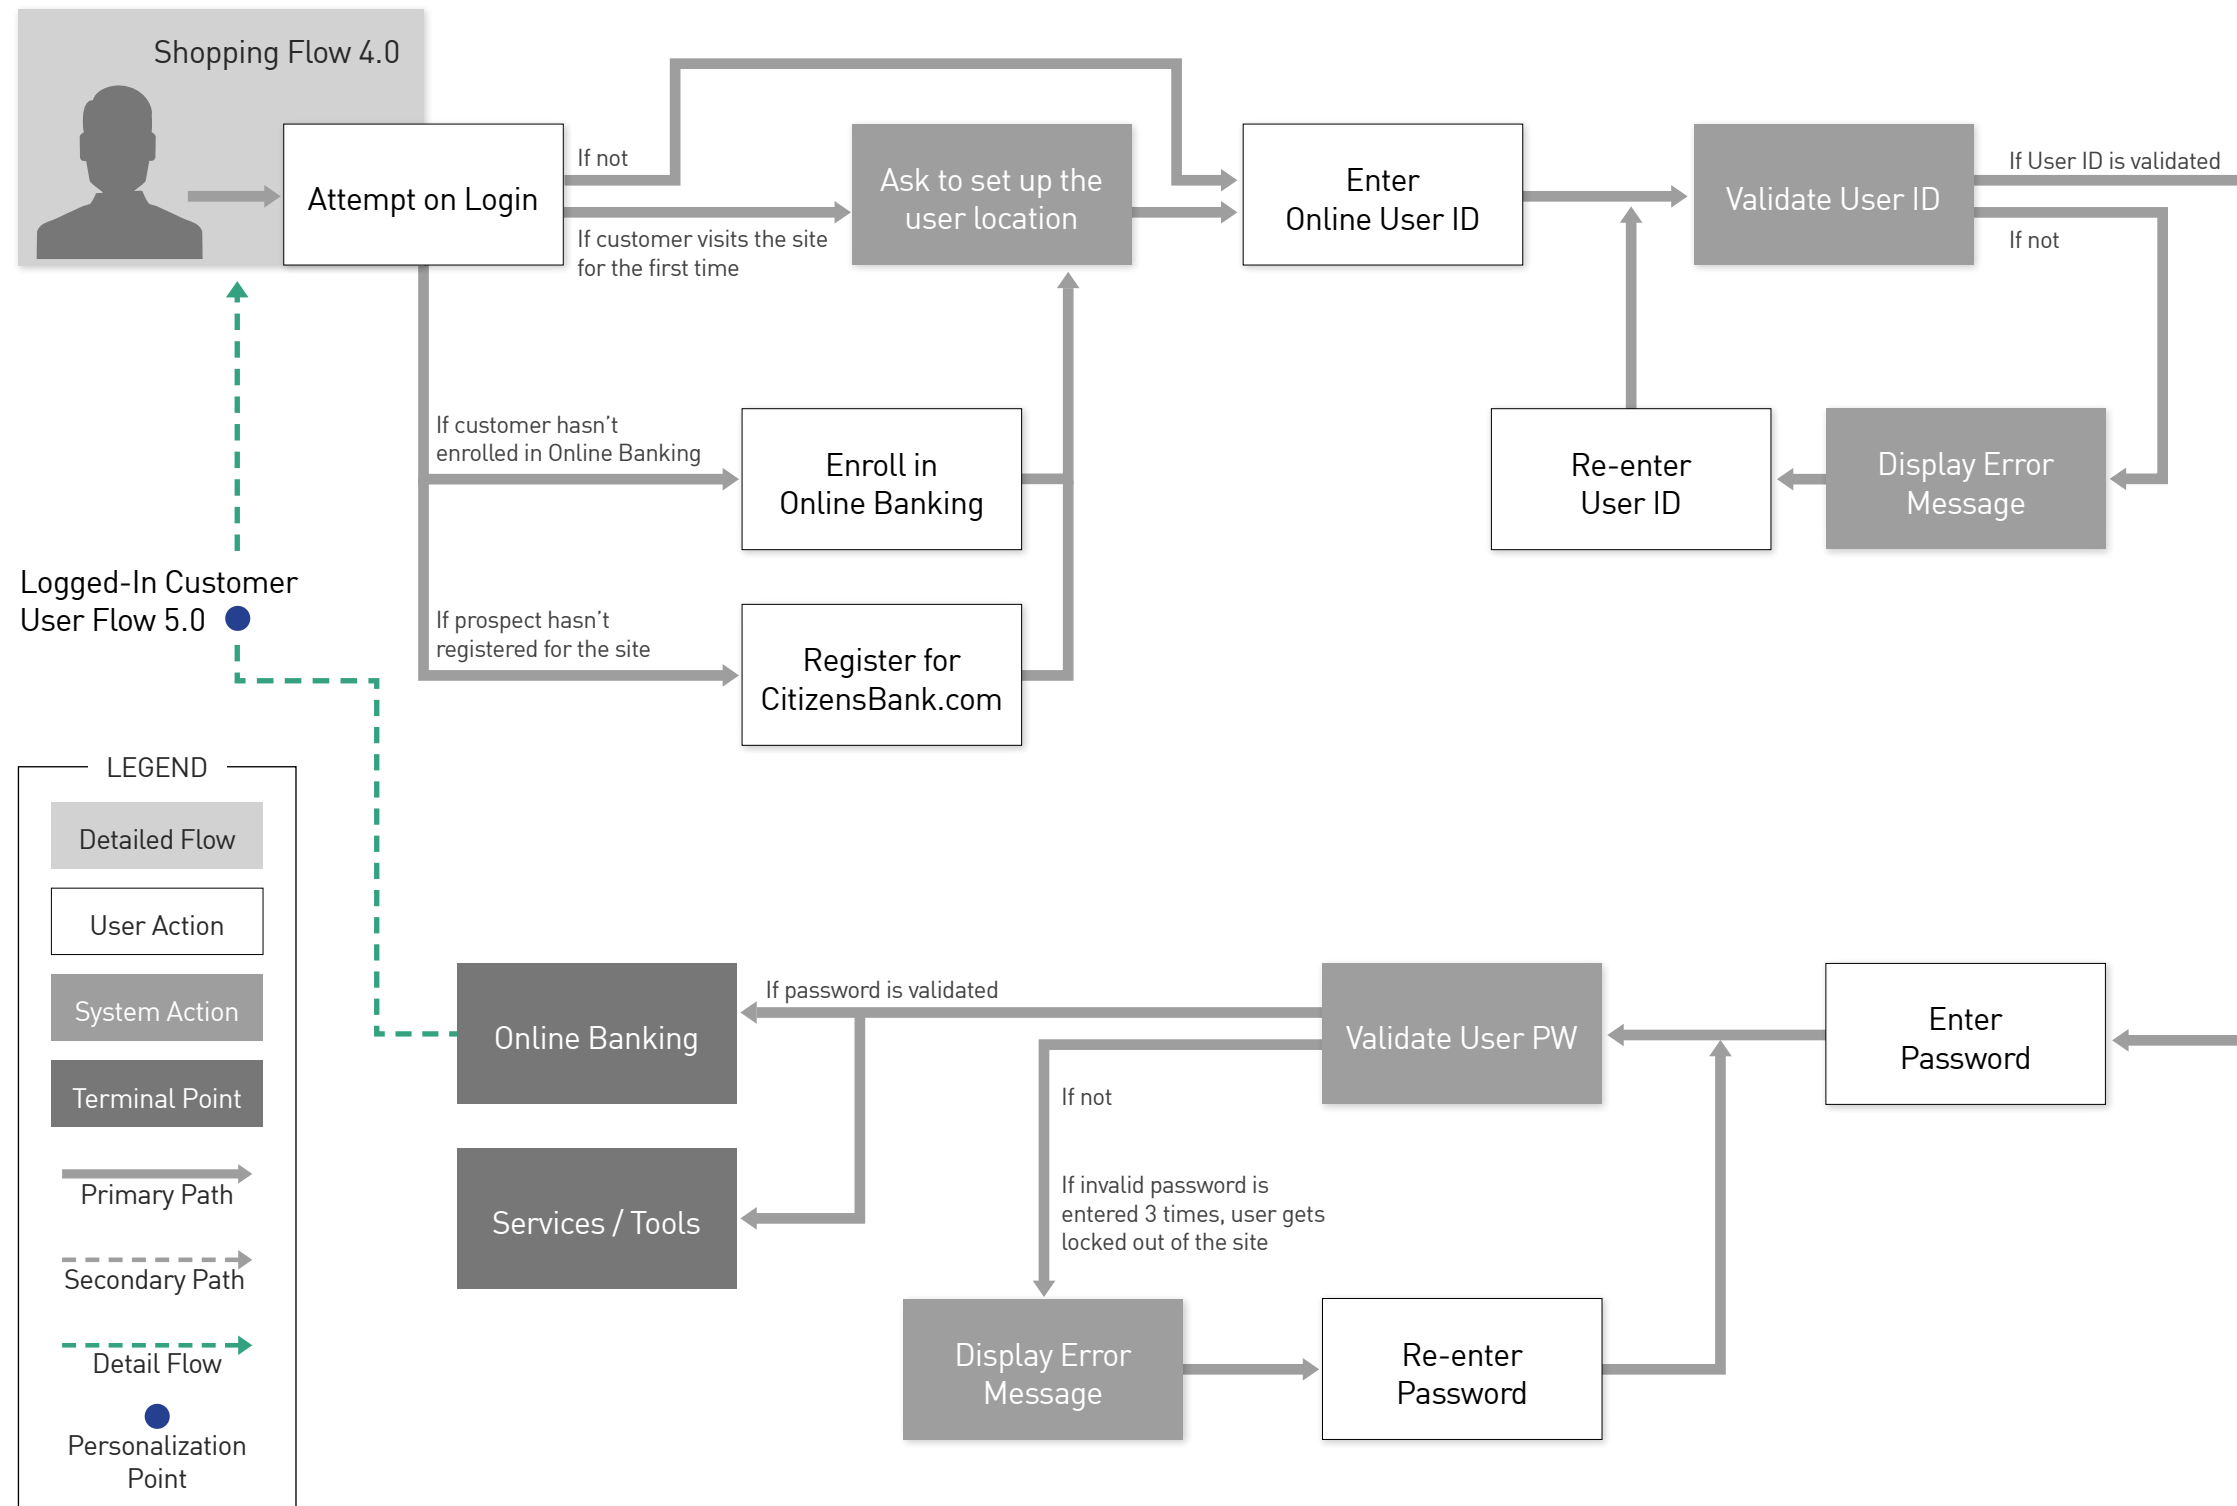 Shopping Flow 4.0
Attempt on Login
If not
If customer visits the site
for the first time
Ask to set up the
user location
Enter
Online User ID
Validate User ID
If User ID is validated
If not
If customer hasn't
enrolled in Online Banking
Enroll in
Online Banking
Re-enter
User ID
Display Error
Message
Logged-In Customer
User Flow 5.0
If prospect hasn't
registered for the site
Register for
CitizensBank.com
LEGEND
Detailed Flow
User Action
System Action
Terminal Point
Primary Path
Secondary Path
Detail Flow
Personalization
Point
Online Banking
If password is validated
Validate User PW
Enter
Password
If not
If invalid password is
entered 3 times, user gets
locked out of the site
Services / Tools
Display Error
Message
Re-enter
Password